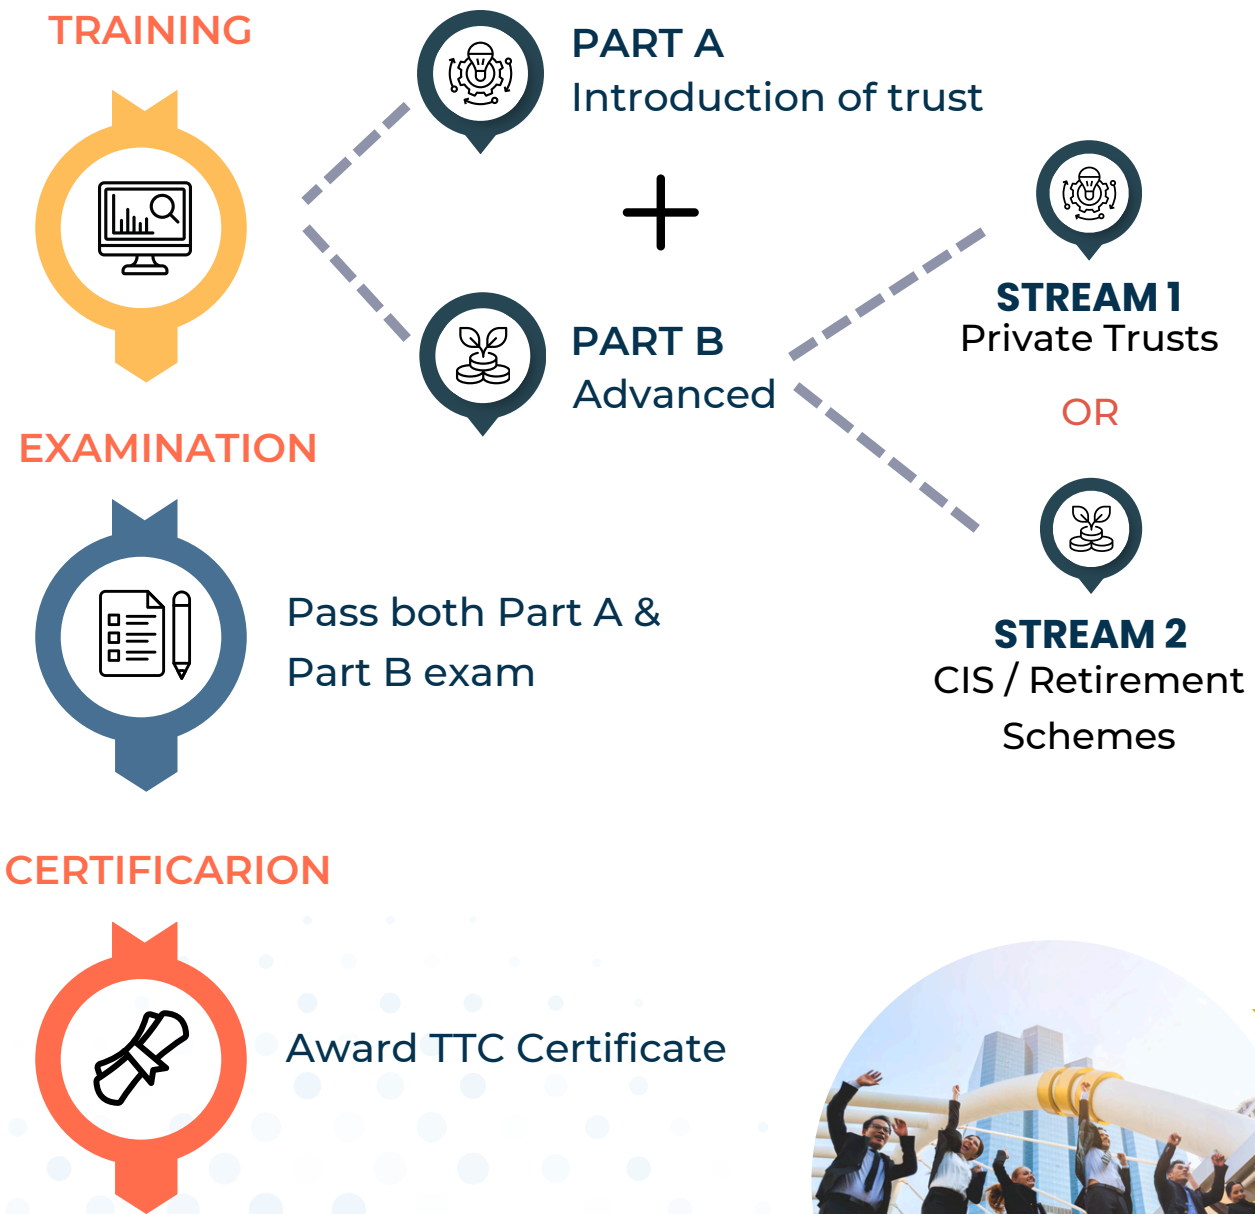 TRAINING
PART A
Introduction of trust
PART B
Advanced
STREAM 1
Private Trusts
OR
STREAM 2
CIS / Retirement
Schemes
EXAMINATION
Pass both Part A &
Part B exam
CERTIFICARION
Award TTC Certificate